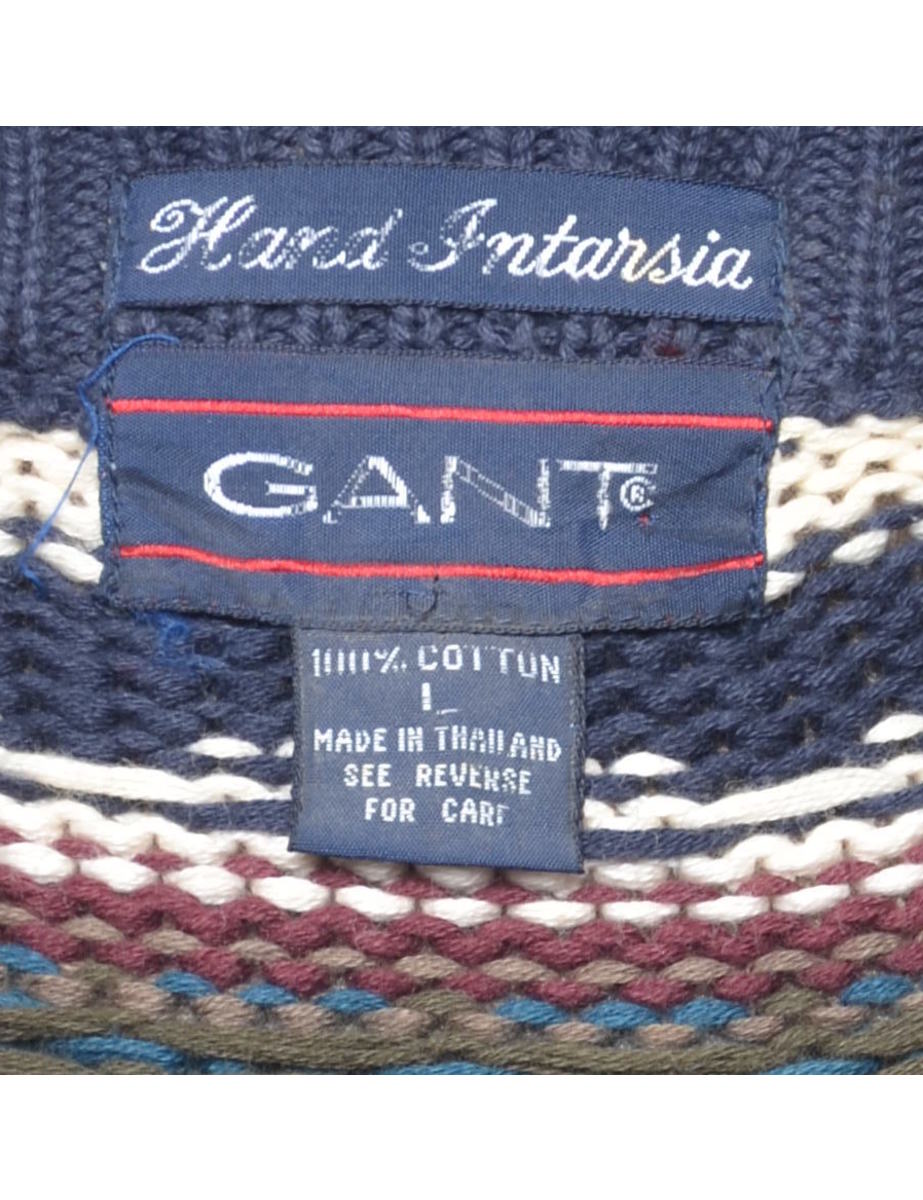 Hand Intarsia
GANT®
100% COTTON
L
MADE IN THAILAND
SEE REVERSE
FOR CARE